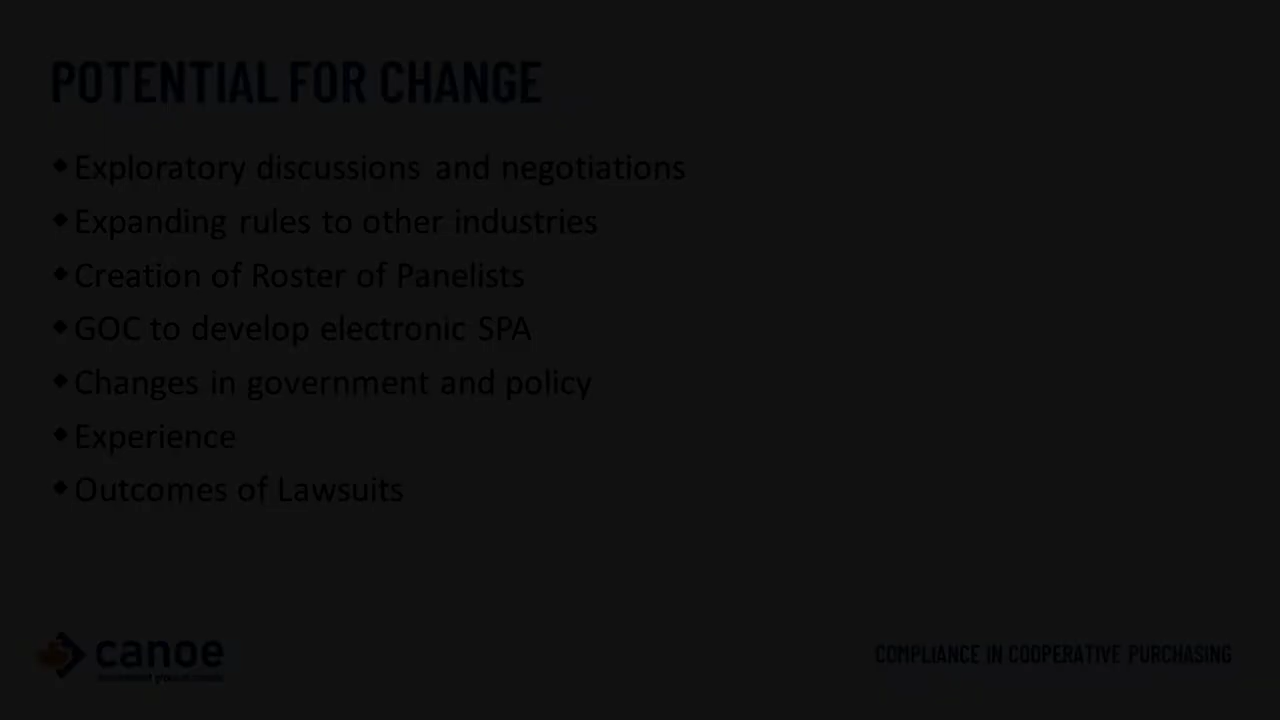 POTENTIAL FOR CHANGE
Exploratory discussions and negotiations
Expanding rules to other industries
Creation of Roster of Panelists
GOC to develop electronic SPA
Changes in government and policy
Experience
Outcomes of Lawsuits
canoe
COMPLIANCE IN COOPERATIVE PURCHASING